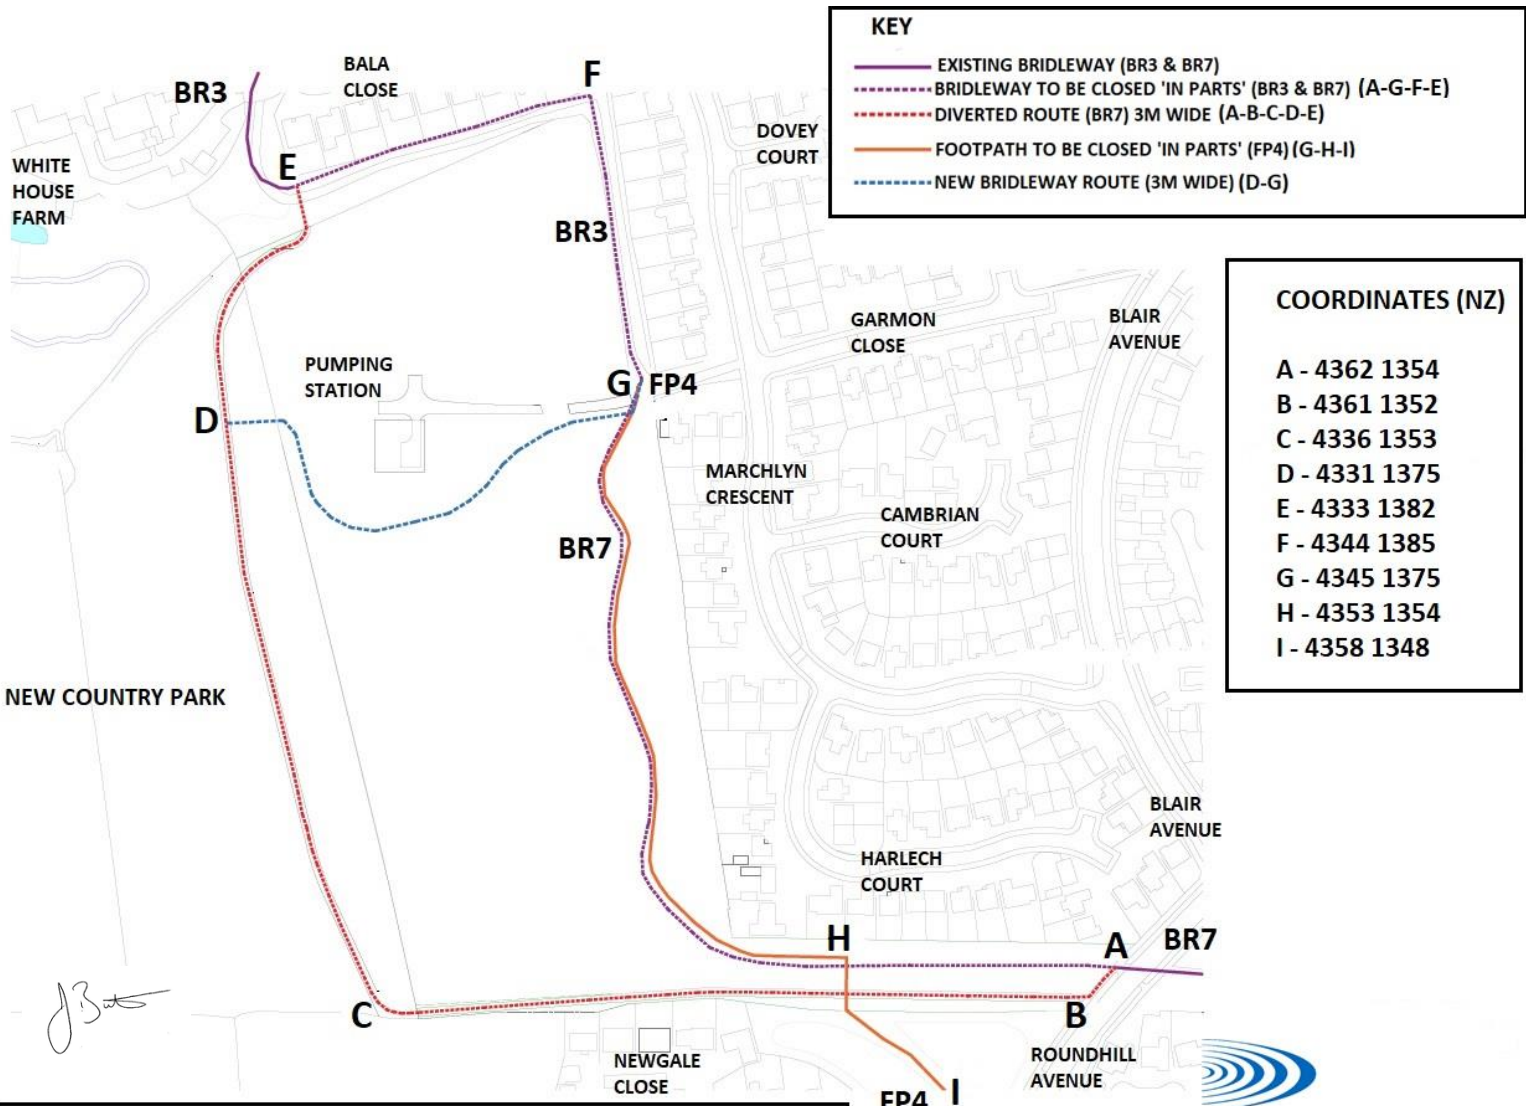 KEY
EXISTING BRIDLEWAY (BR3 & BR7)
BRIDLEWAY TO BE CLOSED 'IN PARTS' (BR3 & BR7) (A-G-F-E)
DIVERTED ROUTE (BR7) 3M WIDE (A-B-C-D-E)
FOOTPATH TO BE CLOSED 'IN PARTS' (FP4) (G-H-I)
NEW BRIDLEWAY ROUTE (3M WIDE) (D-G)
BALA
CLOSE
F
BR3
DOVEY
COURT
WHITE
HOUSE
FARM
E
BR3
COORDINATES (NZ)
A - 4362 1354
B - 4361 1352
C - 4336 1353
D - 4331 1375
E - 4333 1382
F - 4344 1385
G - 4345 1375
H - 4353 1354
I - 4358 1348
GARMON
CLOSE
BLAIR
AVENUE
PUMPING
STATION
G FP4
D
MARCHLYN
CRESCENT
CAMBRIAN
COURT
BR7
NEW COUNTRY PARK
BLAIR
AVENUE
HARLECH
COURT
H
A
BR7
C
B
NEWGALE
CLOSE
ROUNDHILL
AVENUE
FP4
I